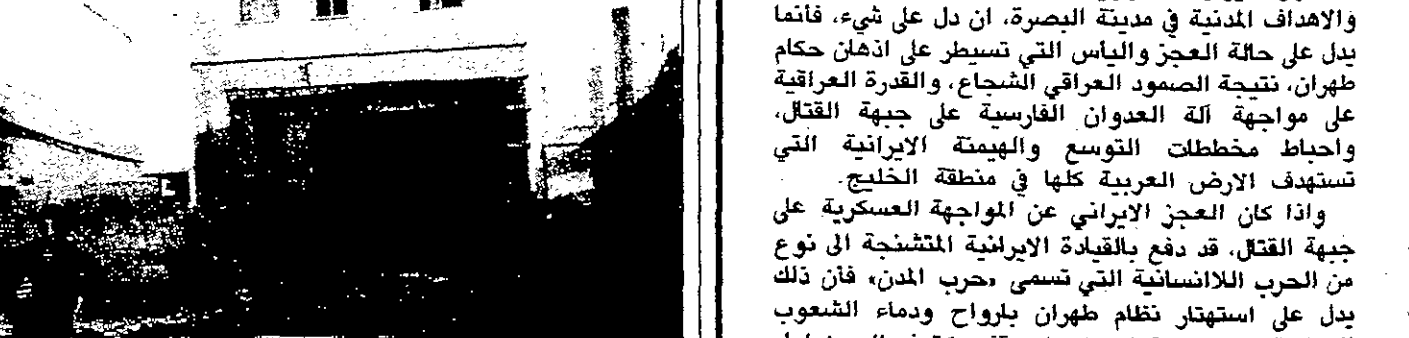 والاهداف المدنية في مدينة البصرة، ان دل على شيء، فأنما
يدل على حالة العجز والياس التي تسيطر على اذهان حكام
طهران، نتيجة الصمود العراقي الشجاع، والقدرة العراقية
على مواجهة آلة العدوان الفارسية على جبهة القتال،
واحباط مخططات التوسع والهيمنة الايرانية التي
تستهدف الارض العربية كلها في منطقة الخليج.
واذا كان العجز الايراني عن المواجهة العسكرية على
جبهة القتال، قد دفع بالقيادة الايرانية المتشنجة الى نوع
من الحرب اللاانسانية التي تسمى «حرب المدن» فأن ذلك
يدل على استهتار نظام طهران بارواح ودماء الشعوب